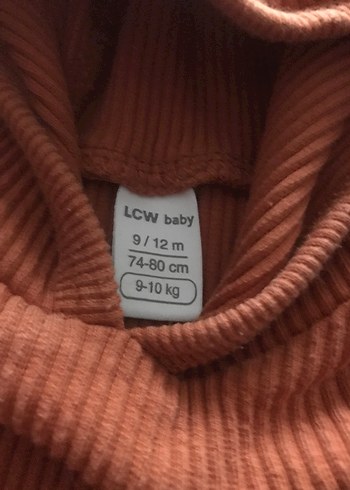 LCW baby
9 / 12 m
74-80 cm
9-10 kg